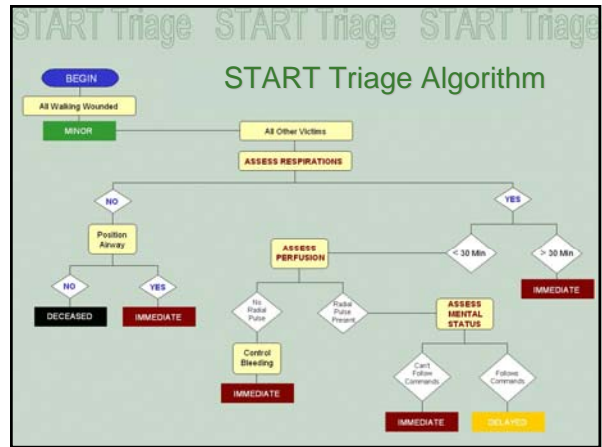 START Triage START Triage START Triage
START Triage Algorithm
BEGIN
All Walking Wounded
MINOR
All Other Victims
ASSESS RESPIRATIONS
NO
YES
Position
Airway
NO
YES
DECEASED
IMMEDIATE
< 30 Min
> 30 Min
IMMEDIATE
ASSESS
PERFUSION
No
Radial
Pulse
Radial
Pulse
Present
Control
Bleeding
IMMEDIATE
ASSESS
MENTAL
STATUS
Can't
Follow
Commands
Follows
Commands
IMMEDIATE
DELAYED